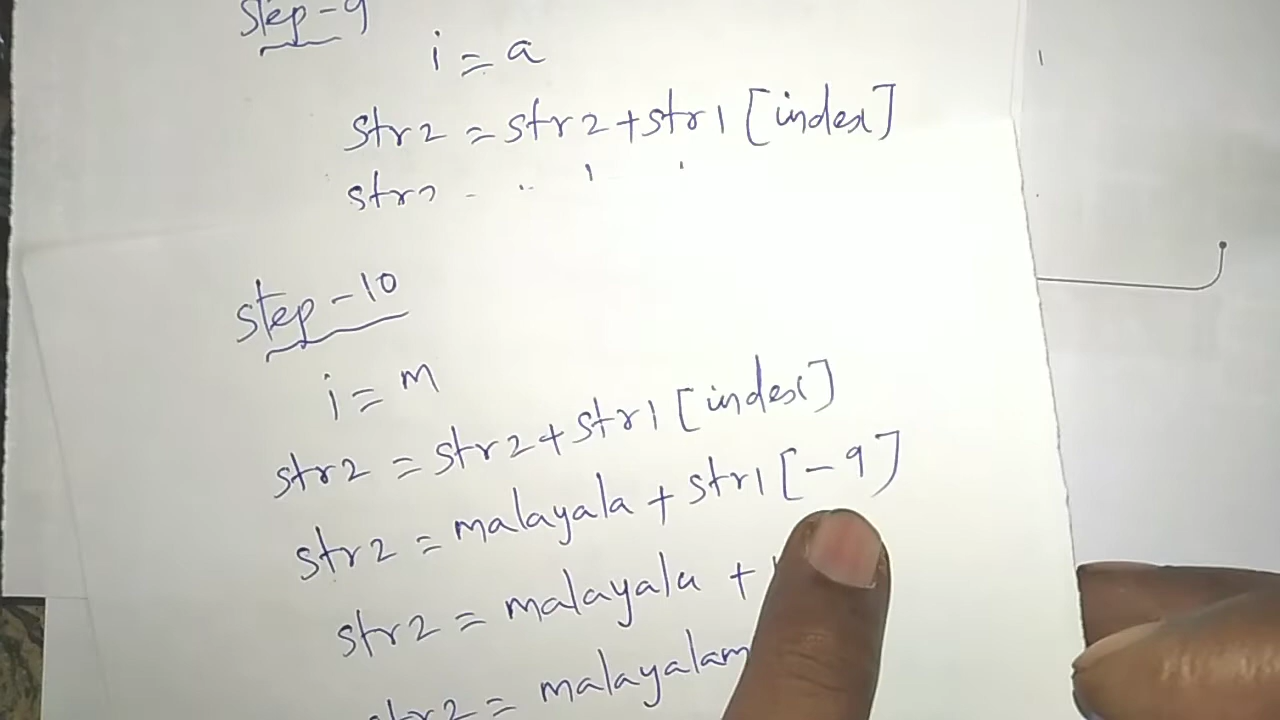 Step-9
i=a
str2=str2+str1[index]
Step-10
i=m
str2=str2+str1[index]
str2=malayala+str1[-9]
str2=malayala+
str2=malayalam